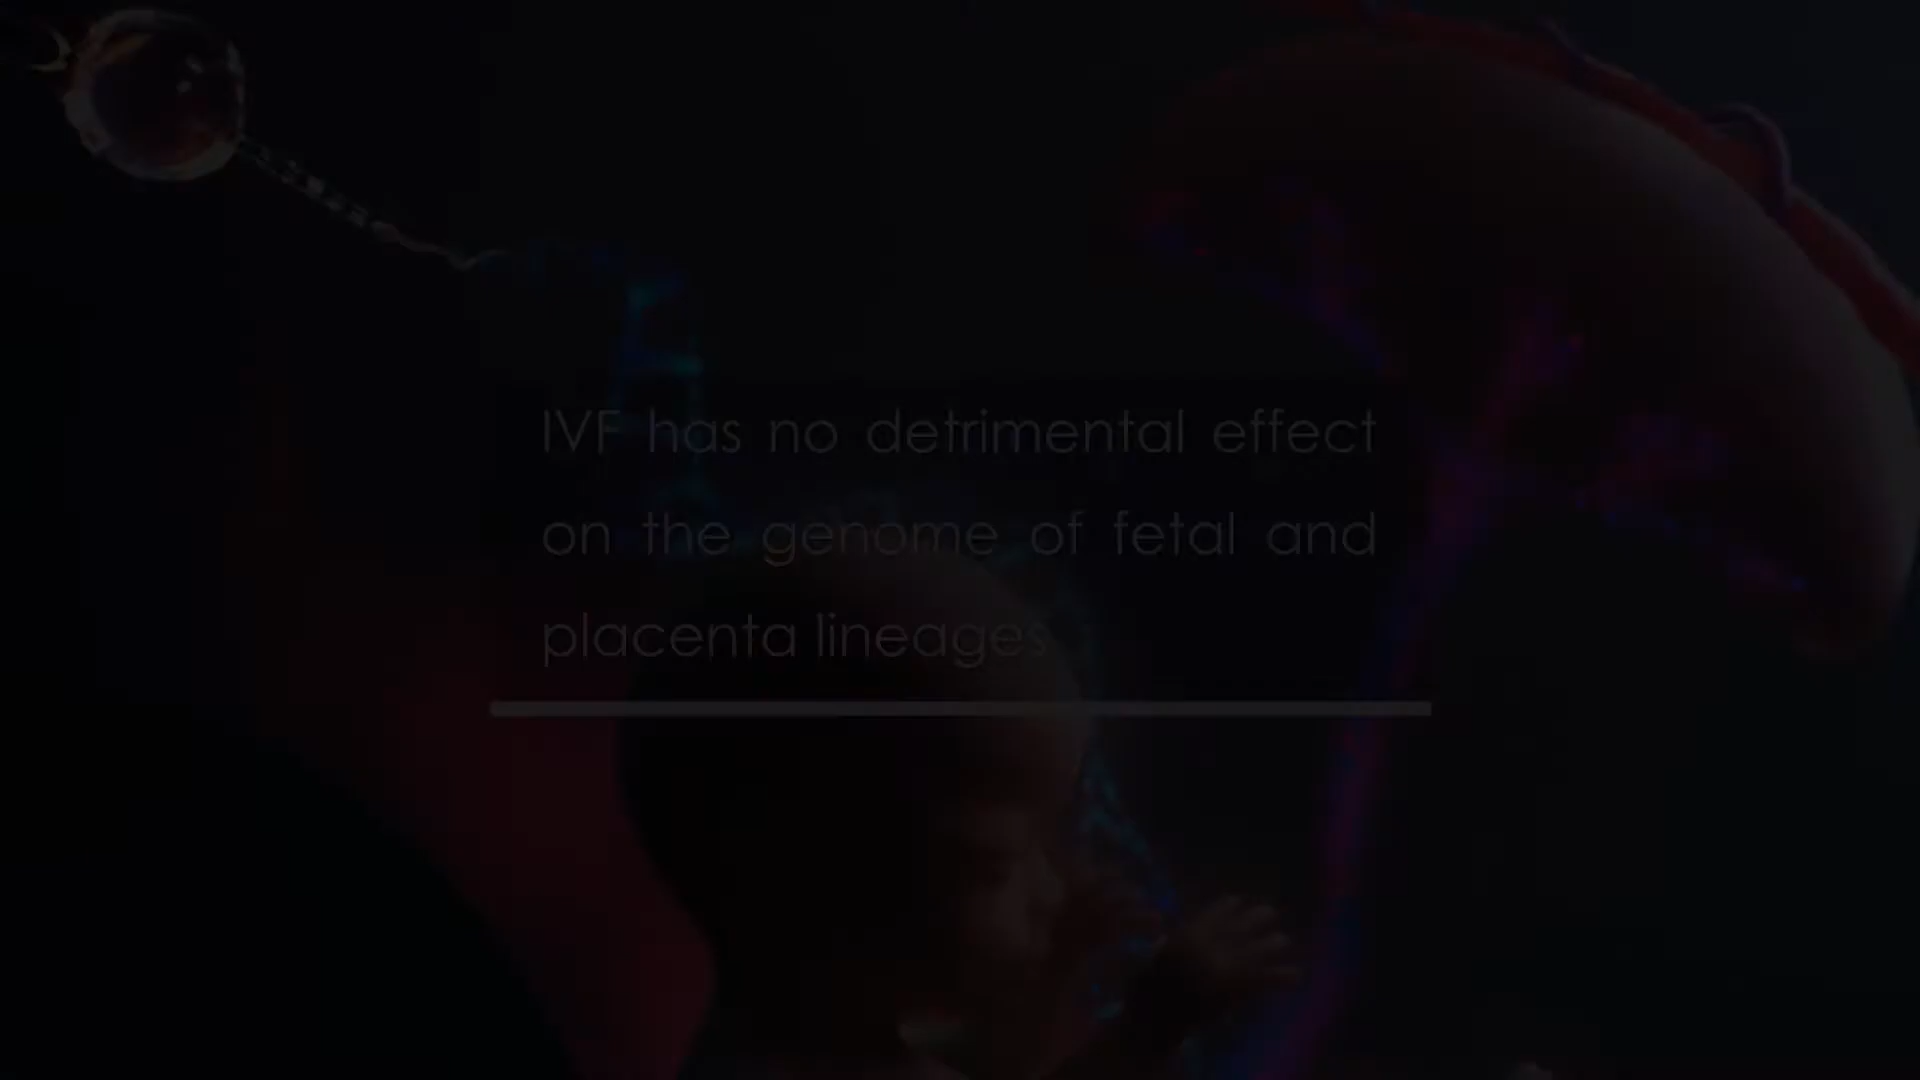 IVF has no detrimental effect
on the genome of fetal and
placenta lineages